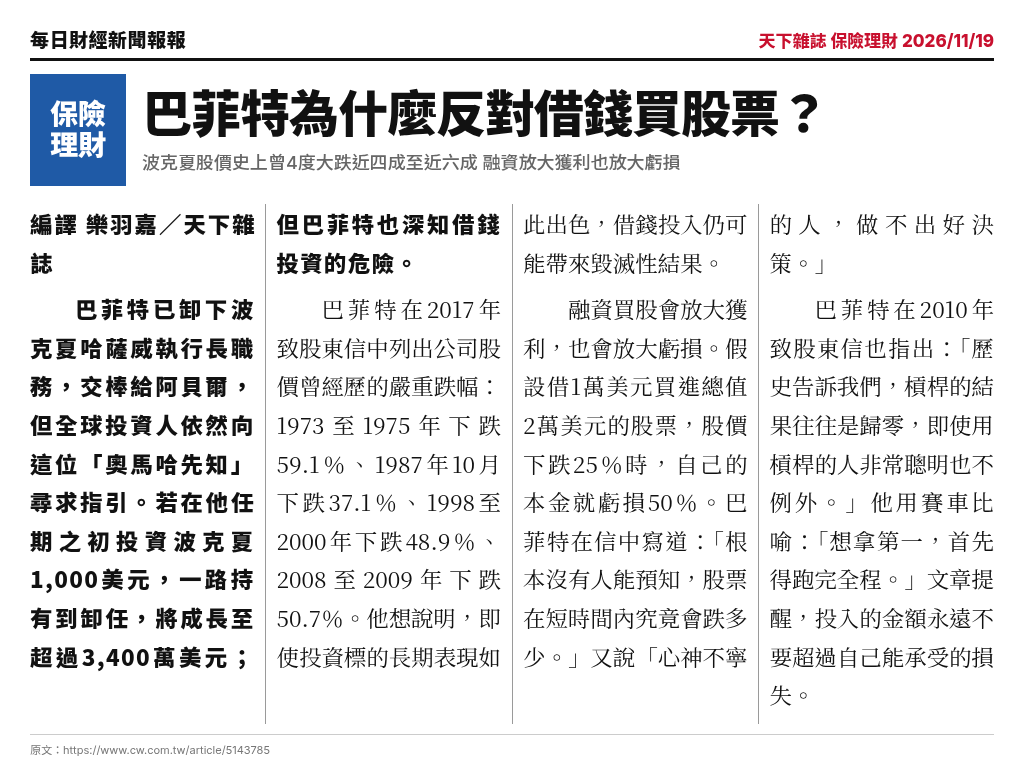 每日財經新聞報報
天下雜誌 保險理財 2026/11/19
保險
理財
巴菲特為什麼反對借錢買股票？
波克夏股價史上曾4度大跌近四成至近六成 融資放大獲利也放大虧損
編譯 樂羽嘉／天下雜
誌
巴菲特已卸下波
克夏哈薩威執行長職
務，交棒給阿貝爾，
但全球投資人依然向
這位「奧馬哈先知」
尋求指引。若在他任
期之初投資波克夏
1,000美元，一路持
有到卸任，將成長至
超過3,400萬美元；
但巴菲特也深知借錢
投資的危險。
巴菲特在2017年
致股東信中列出公司股
價曾經歷的嚴重跌幅：
1973至1975年下跌
59.1％、1987年10月
下跌37.1％、1998至
2000年下跌48.9％、
2008至2009年下跌
50.7％。他想說明，即
使投資標的長期表現如
此出色，借錢投入仍可
能帶來毀滅性結果。
融資買股會放大獲
利，也會放大虧損。假
設借1萬美元買進總值
2萬美元的股票，股價
下跌25％時，自己的
本金就虧損50％。巴
菲特在信中寫道：「根
本沒有人能預知，股票
在短時間內究竟會跌多
少。」又說「心神不寧
的人，做不出好決
策。」
巴菲特在2010年
致股東信也指出：「歷
史告訴我們，槓桿的結
果往往是歸零，即使用
槓桿的人非常聰明也不
例外。」他用賽車比
喻：「想拿第一，首先
得跑完全程。」文章提
醒，投入的金額永遠不
要超過自己能承受的損
失。
原文：https://www.cw.com.tw/article/5143785